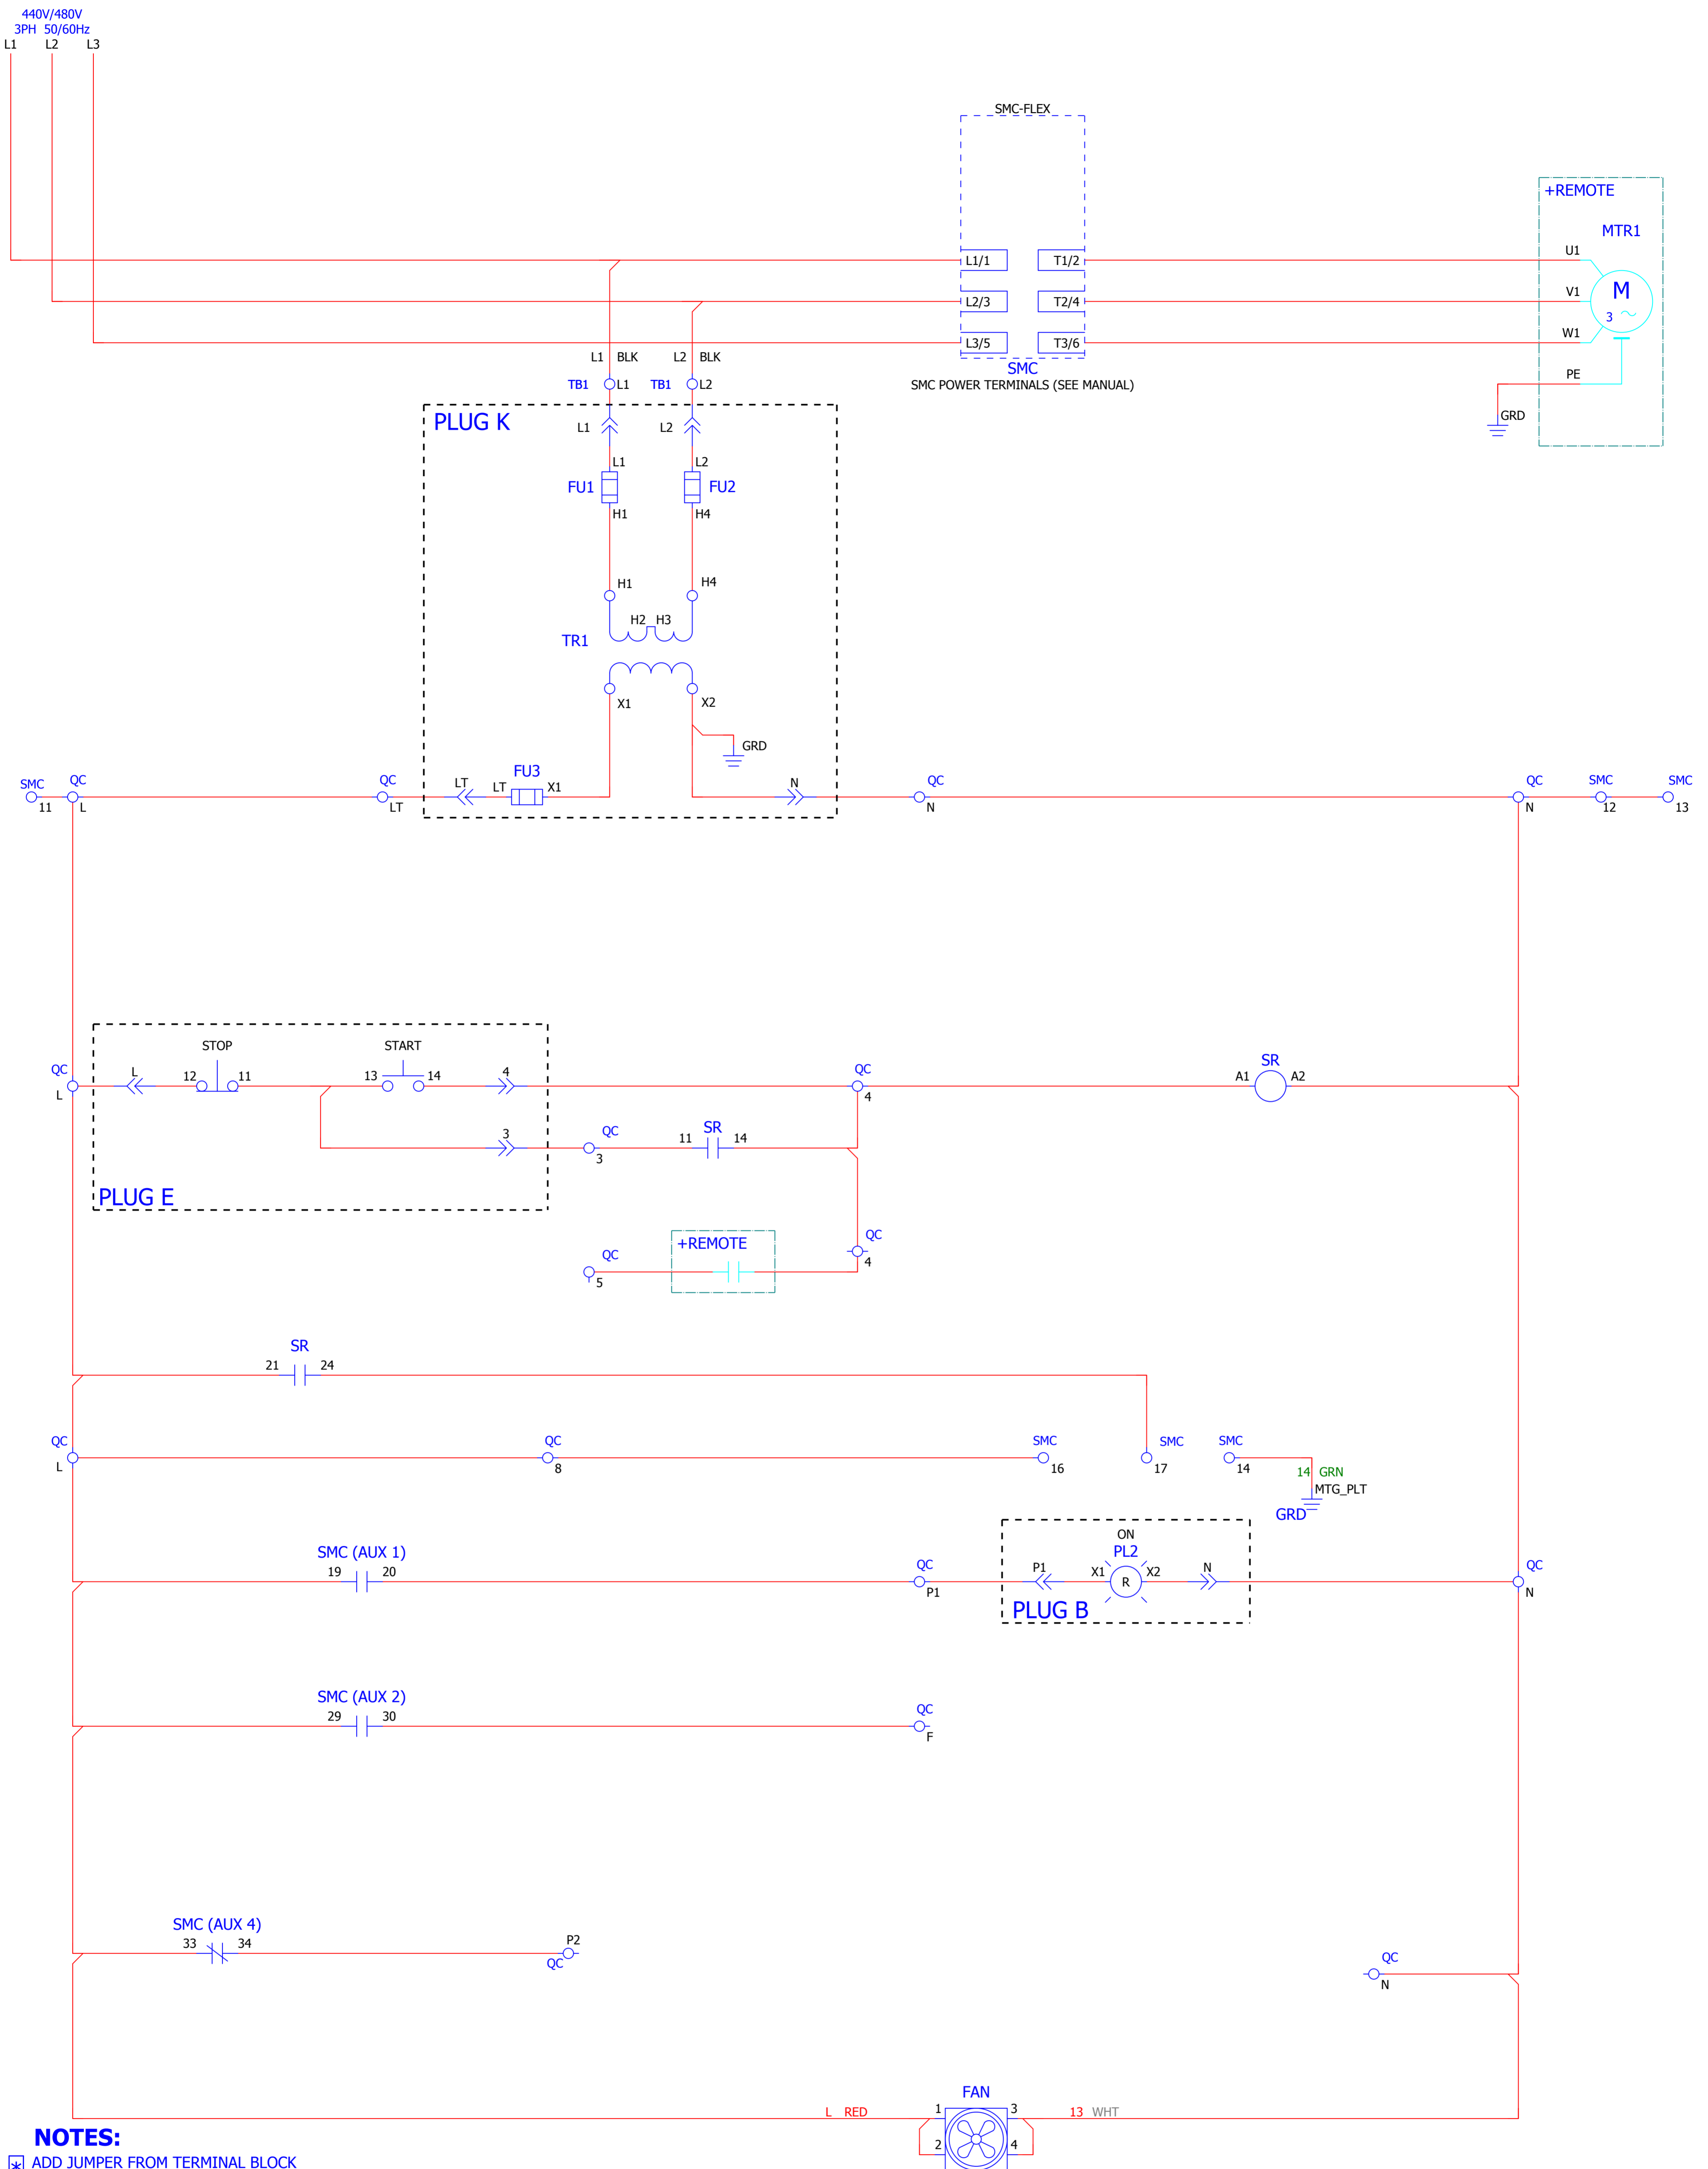 440V/480V
3PH 50/60Hz
L1 L2 L3
SMC-FLEX
+REMOTE
MTR1
L1/1 T1/2 U1
L2/3 T2/4 V1 M
3
L3/5 T3/6 W1
L1 BLK L2 BLK
SMC
SMC POWER TERMINALS (SEE MANUAL)
PE
TB1 L1 TB1 L2
GRD
PLUG K
L1 L2
L1 L2
FU1 FU2
H1 H4
H1 H4
H2 H3
TR1
X1 X2
GRD
FU3
SMC QC QC LT LT X1 N QC QC SMC SMC
11 L LT N N 12 13
STOP START
QC L 12 11 13 14 4 QC SR
A1 A2
L 4
3 QC SR
11 14
3
PLUG E
+REMOTE
QC QC
5 4
SR
21 24
QC QC SMC SMC SMC
L 8 16 17 14
14 GRN
MTG_PLT
GRD
ON
SMC (AUX 1) PL2
19 20 QC P1 X1 R X2 N QC
P1 N
PLUG B
SMC (AUX 2)
29 30 QC
F
SMC (AUX 4)
33 34 P2
QC
QC
N
FAN
L RED 1 3 13 WHT
2 4
NOTES:
* ADD JUMPER FROM TERMINAL BLOCK